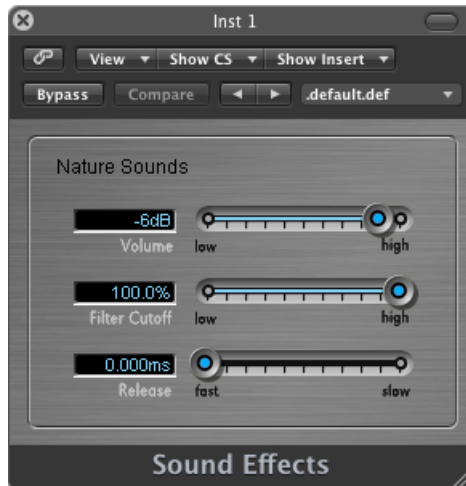 Inst 1
View Show CS Show Insert
Bypass Compare .default.def
Nature Sounds
-6dB
Volume low high
100.0%
Filter Cutoff low high
0.000ms
Release fast slow
Sound Effects